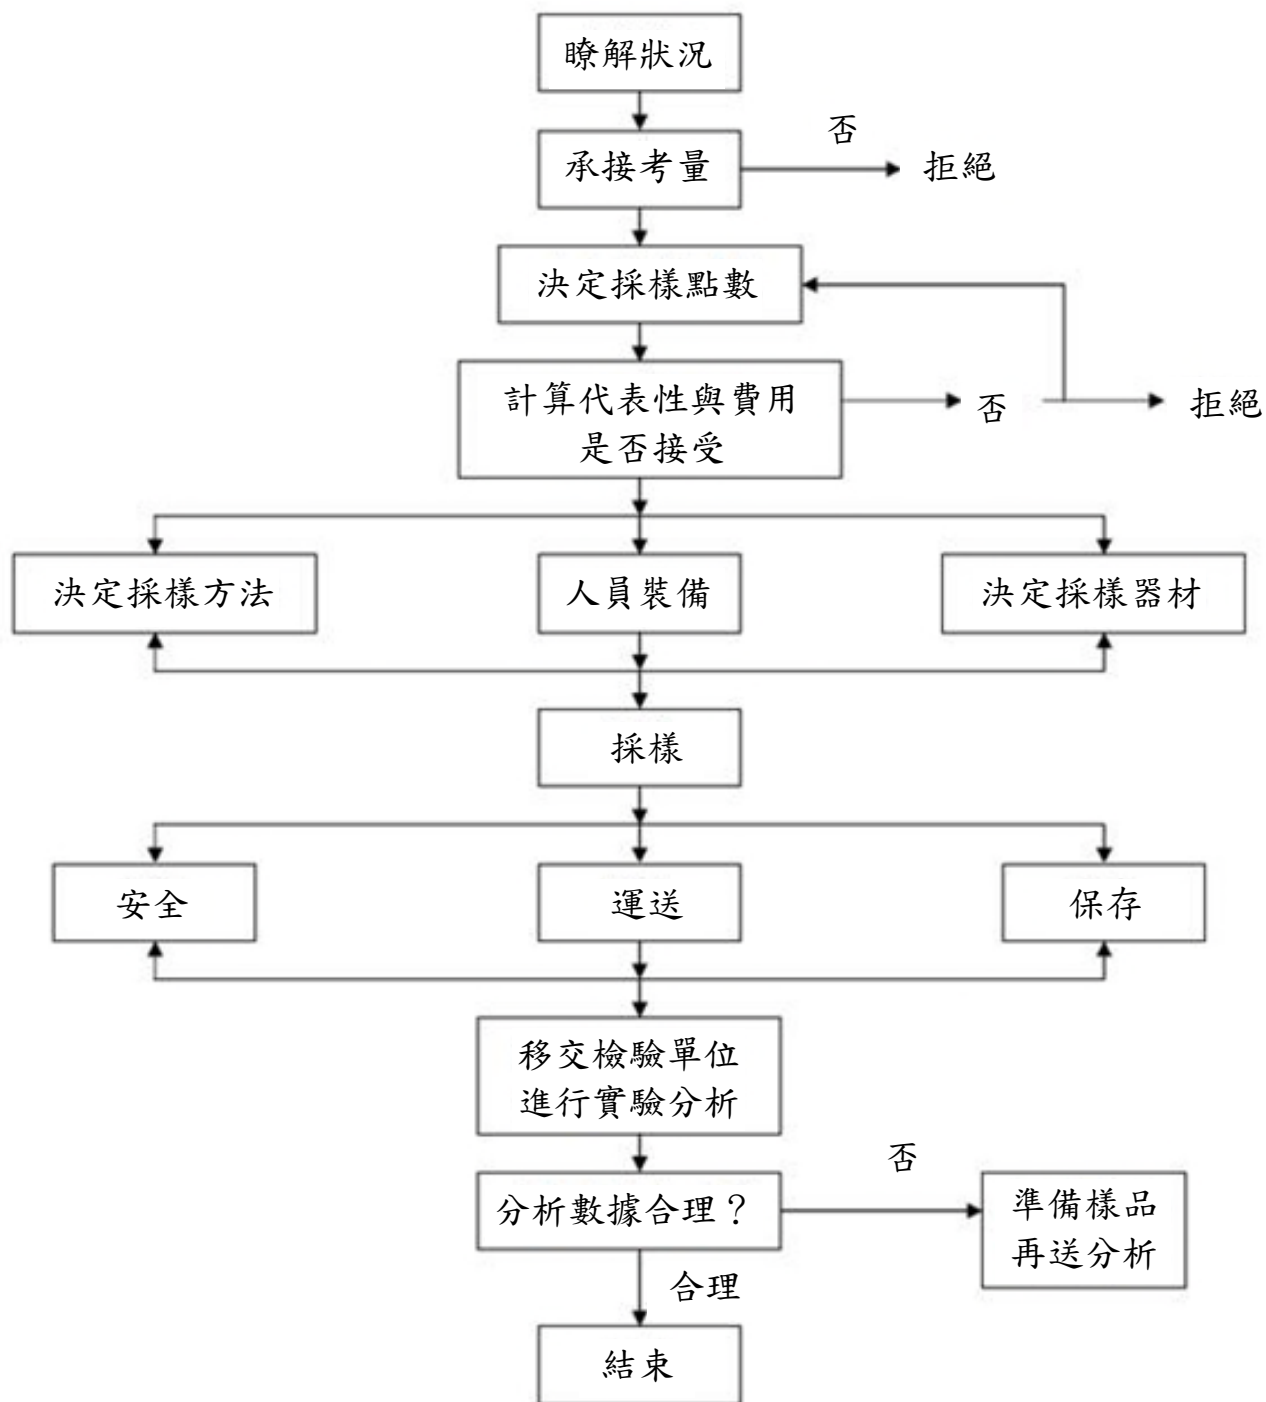 瞭解狀況
否
承接考量
拒絕
決定採樣點數
計算代表性與費用
是否接受
否
拒絕
決定採樣方法
人員裝備
決定採樣器材
採樣
安全
運送
保存
移交檢驗單位
進行實驗分析
否
分析數據合理？
準備樣品
再送分析
合理
結束